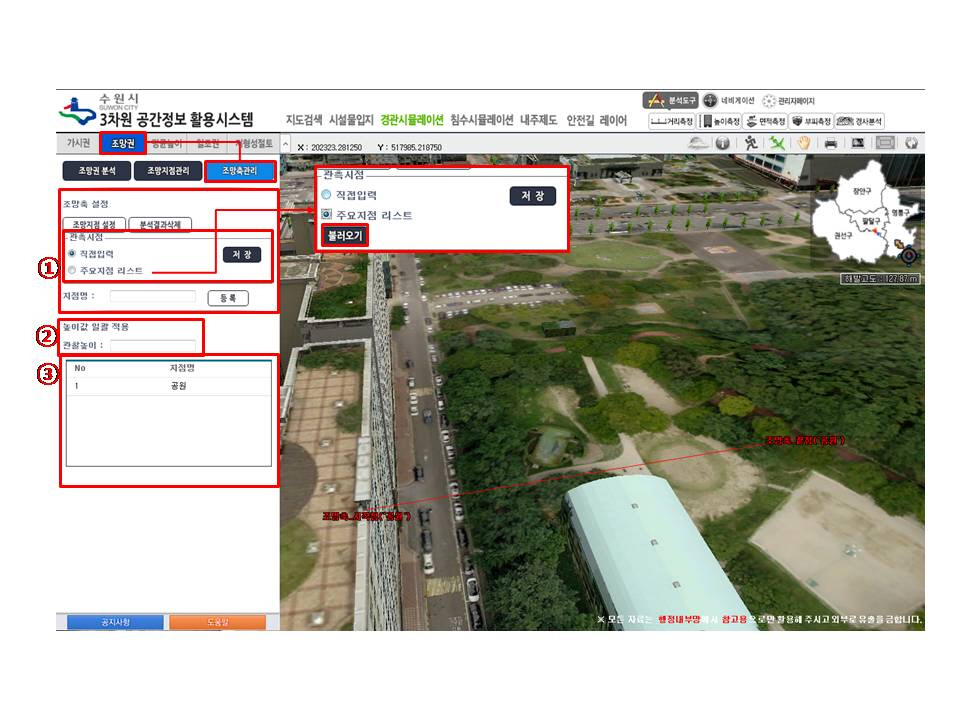 수원시
SUWON CITY
3차원 공간정보 활용시스템
지도검색 시설물입지 경관시뮬레이션 침수시뮬레이션 내주제도 안전길 레이어
분석도구 네비게이션 관리자페이지
거리측정 높이측정 면적측정 부피측정 경사분석
가시권 조망권 평균높이 일조권 지형성절토
X : 202323.281250 Y : 517985.218750
조망권 분석 조망지점관리 조망축관리
조망축 설정
조망지점 설정 분석결과삭제
관측시점
직접입력
저 장
주요지점 리스트
지점명 :
등 록
①
②
높이값 일괄 적용
관찰높이 :
③
No 지점명
1 공원
공지사항 도움말
관측시점
직접입력
저 장
주요지점 리스트
불러오기
장안구
팔달구
영통구
권선구
해발고도 : 127.87 m
조망축_끝점("공원")
조망축_시작점("공원")
※ 모든 자료는 행정내부망에서 참고용으로만 활용해 주시고 외부로 유출을 금합니다.